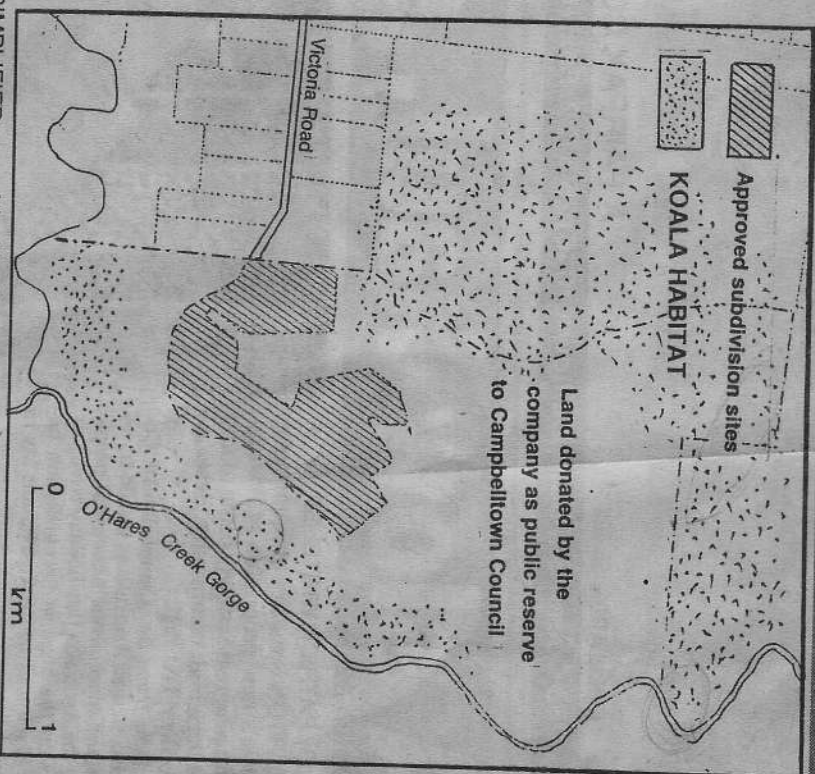 Approved subdivision sites
KOALA HABITAT
Victoria Road
Land donated by the
company as public reserve
to Campbelltown Council
O'Hares Creek Gorge
0 1
km